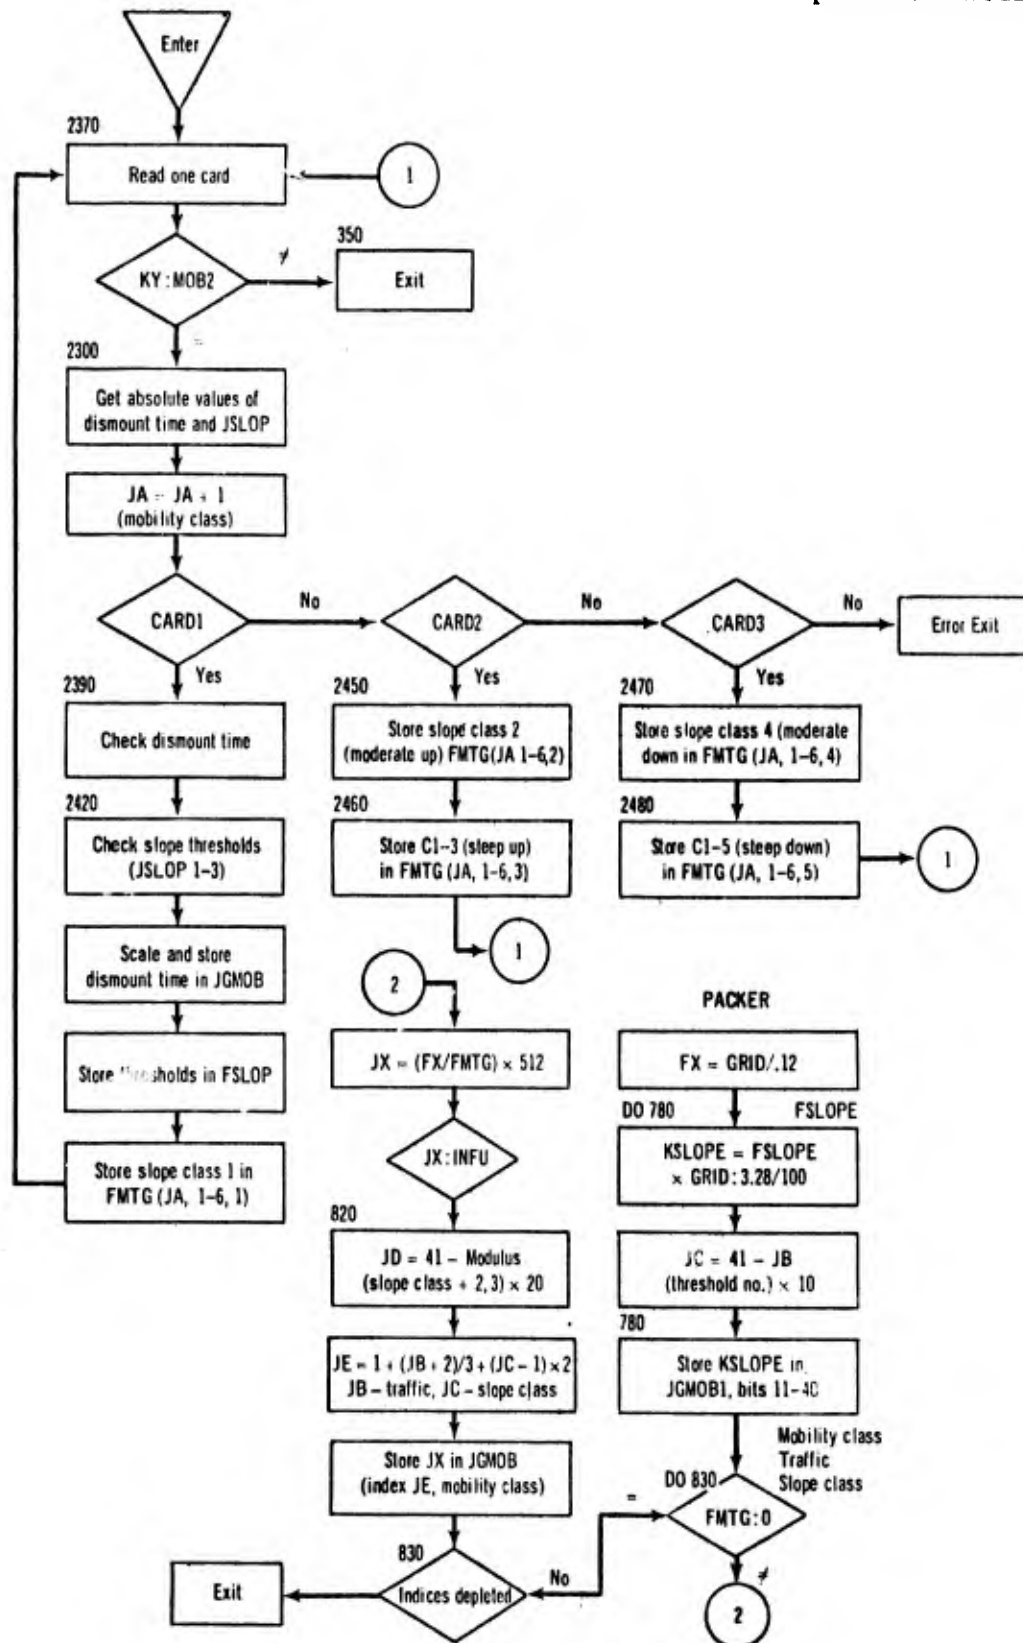 Enter
2370
Read one card
1
KY:MOB2
≠
350
Exit
=
2300
Get absolute values of
dismount time and JSLOP
JA = JA + 1
(mobility class)
CARD1
No
CARD2
No
CARD3
No
Error Exit
Yes
Yes
Yes
2390
Check dismount time
2420
Check slope thresholds
(JSLOP 1-3)
Scale and store
dismount time in JGMOB
Store thresholds in FSLOP
Store slope class 1 in
FMTG (JA, 1-6, 1)
2450
Store slope class 2
(moderate up) FMTG(JA 1-6,2)
2460
Store C1-3 (sleep up)
in FMTG (JA, 1-6,3)
1
2470
Store slope class 4 (moderate
down in FMTG (JA, 1-6, 4)
2480
Store C1-5 (steep down)
in FMTG (JA, 1-6,5)
1
2
JX = (FX/FMTG) × 512
JX:INFU
820
JD = 41 - Modulus
(slope class + 2,3) × 20
JE = 1 + (JB + 2)/3 + (JC - 1) × 2
JB - traffic, JC - slope class
Store JX in JGMOB
(index JE, mobility class)
830
Indices depleted
No
Exit
PACKER
FX = GRID/.12
DO 780
FSLOPE
KSLOPE = FSLOPE
× GRID:3.28/100
JC = 41 - JB
(threshold no.) × 10
780
Store KSLOPE in
JGMOB1, bits 11-40
Mobility class
Traffic
Slope class
DO 830
=
FMTG:0
≠
2